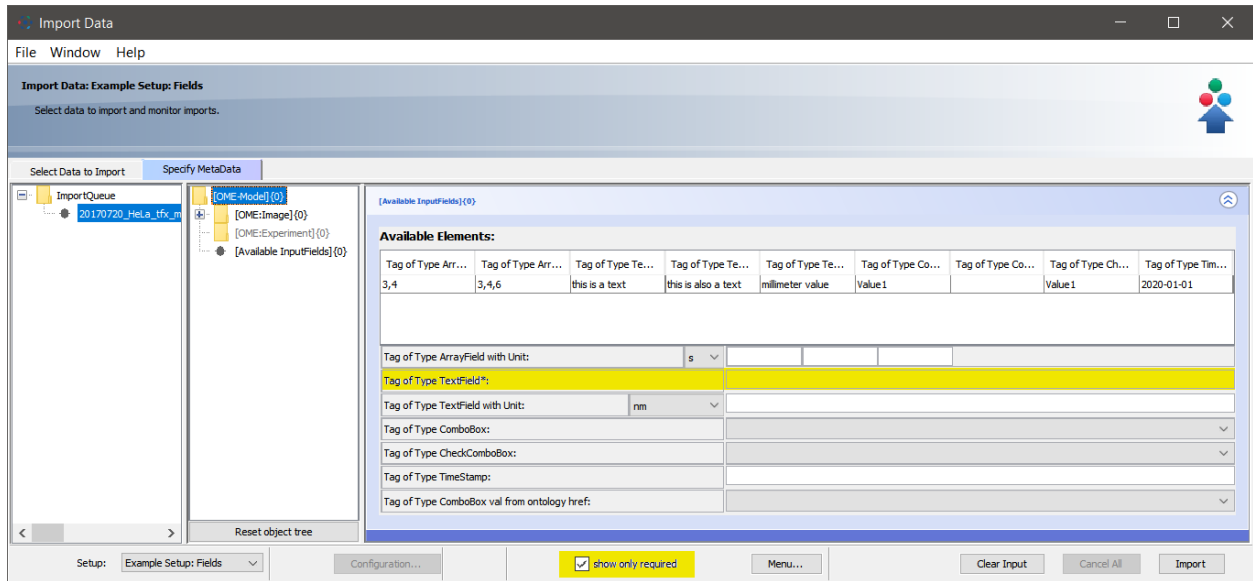 Import Data
File Window Help
Import Data: Example Setup: Fields
Select data to import and monitor imports.
Select Data to Import Specify MetaData
ImportQueue
20170720_HeLa_tfx_m
[OME-Model]{0}
[OME:Image]{0}
[OME:Experiment]{0}
[Available InputFields]{0}
Reset object tree
[Available InputFields]{0}
Available Elements:
Tag of Type Arr... Tag of Type Arr... Tag of Type Te... Tag of Type Te... Tag of Type Te... Tag of Type Co... Tag of Type Co... Tag of Type Ch... Tag of Type Tim...
3,4 3,4,6 this is a text this is also a text milimeter value Value1 Value1 2020-01-01
Tag of Type ArrayField with Unit: s
Tag of Type TextField*:
Tag of Type TextField with Unit: nm
Tag of Type ComboBox:
Tag of Type CheckComboBox:
Tag of Type TimeStamp:
Tag of Type ComboBox val from ontology href:
Setup: Example Setup: Fields Configuration... show only required Menu... Clear Input Cancel All Import